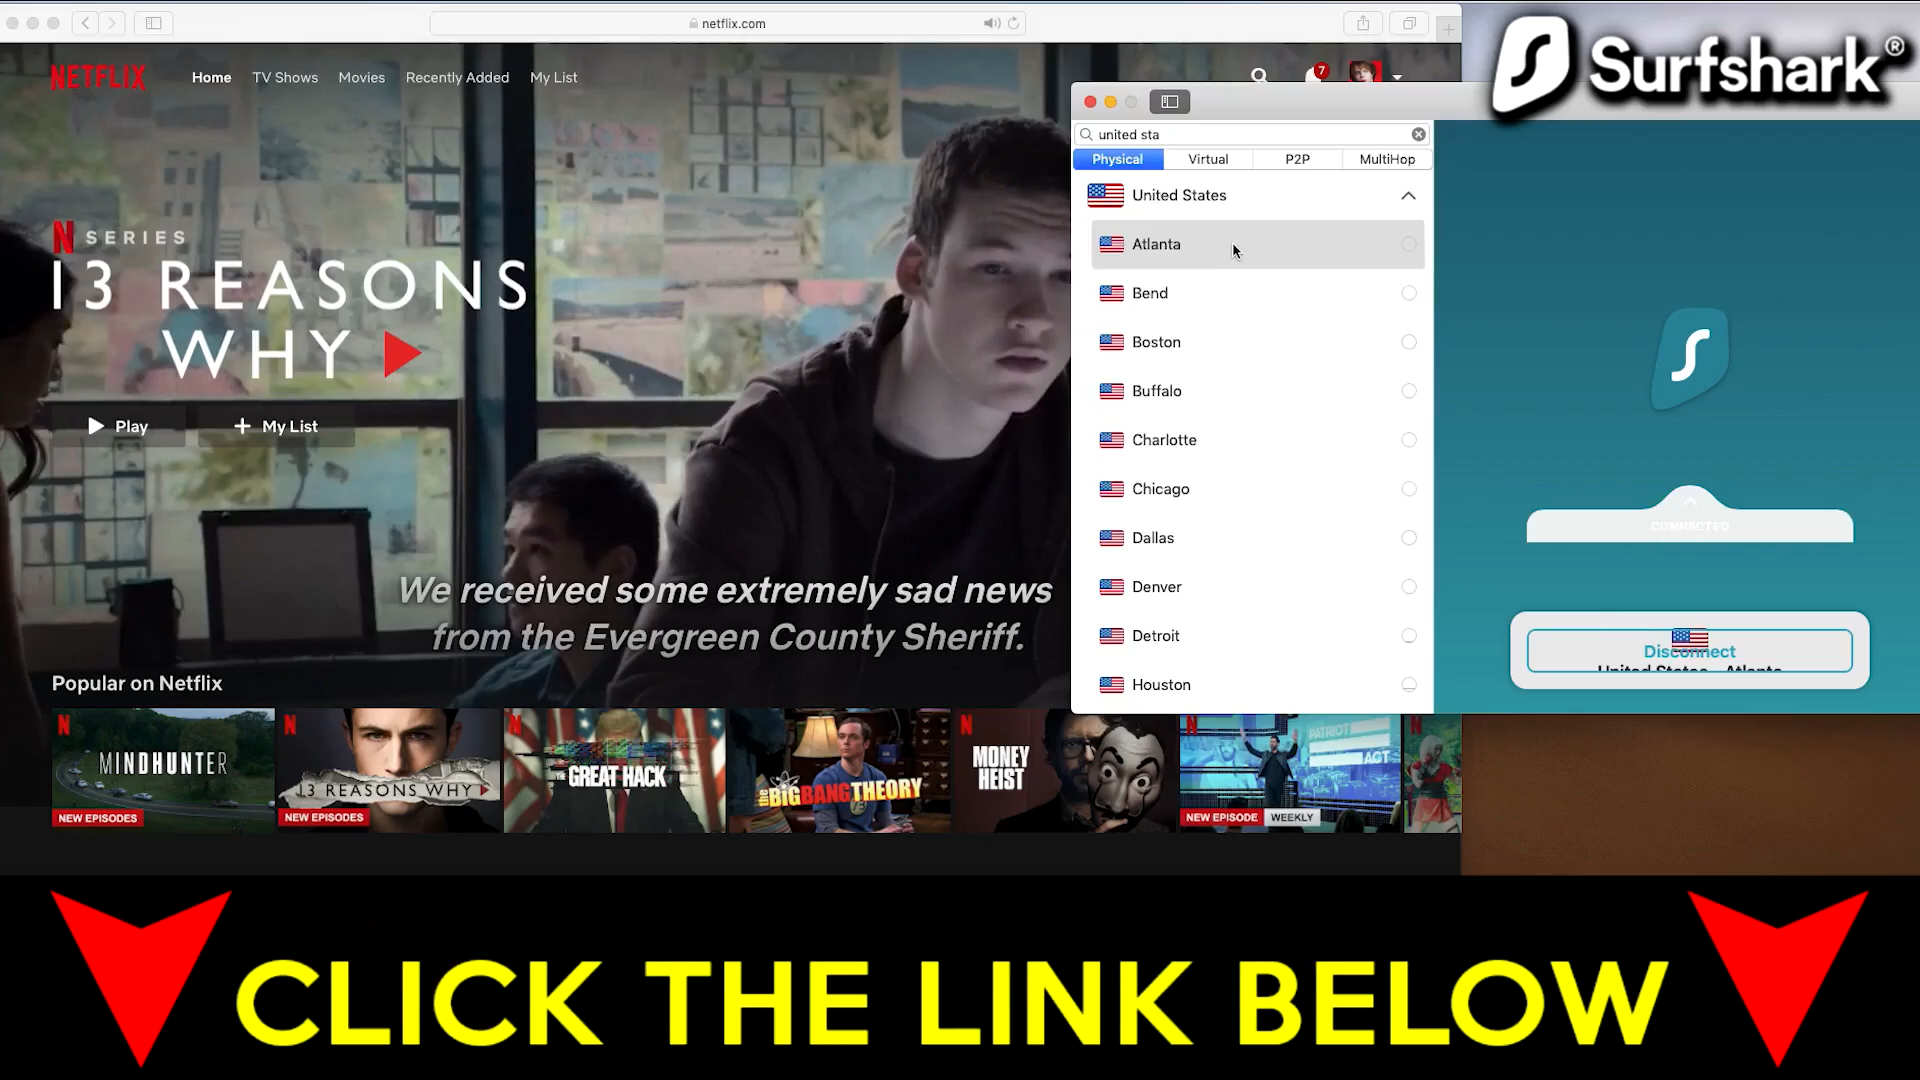 netflix.com
Surfshark®
NETFLIX
Home
TV Shows
Movies
Recently Added
My List
7
united sta
Physical
Virtual
P2P
MultiHop
United States
Atlanta
Bend
Boston
Buffalo
Charlotte
Chicago
Dallas
Denver
Detroit
Houston
CONNECTED
Disconnect
United States - Atlanta
N SERIES
13 REASONS
WHY
Play
My List
We received some extremely sad news
from the Evergreen County Sheriff.
Popular on Netflix
N
MINDHUNTER
NEW EPISODES
N
13 REASONS WHY
NEW EPISODES
N
THE GREAT HACK
the BIG BANG THEORY
N
MONEY
HEIST
N
PATRIOT
ACT
NEW EPISODE
WEEKLY
CLICK THE LINK BELOW